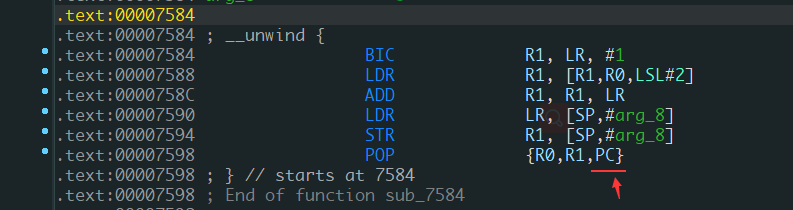 .text:00007584
.text:00007584 ; __unwind {
.text:00007584 BIC R1, LR, #1
.text:00007588 LDR R1, [R1,R0,LSL#2]
.text:0000758C ADD R1, R1, LR
.text:00007590 LDR LR, [SP,#arg_8]
.text:00007594 STR R1, [SP,#arg_8]
.text:00007598 POP {R0,R1,PC}
.text:00007598 ; } // starts at 7584
.text:00007598 ; End of function sub_7584